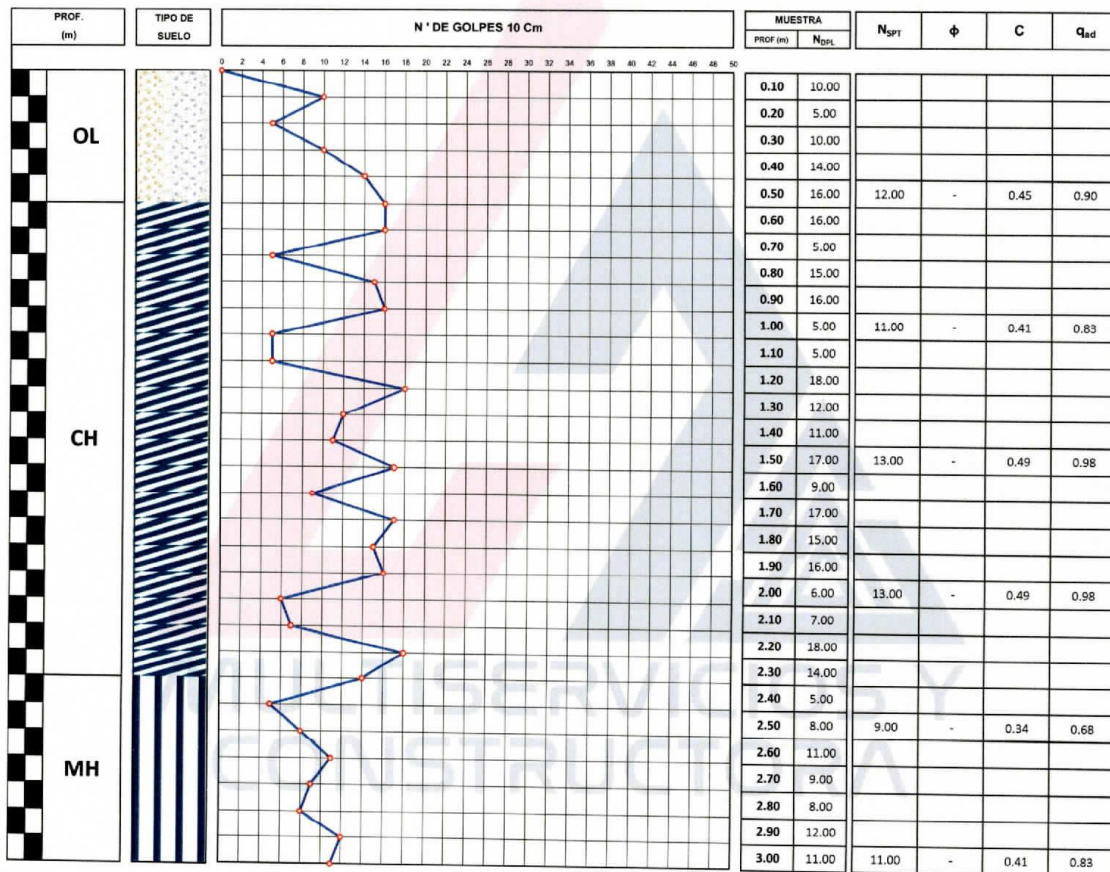 PROF. (m) TIPO DE SUELO N ° DE GOLPES 10 Cm MUESTRA N_SPT ϕ C q_ad
PROF (m) N_DPL
0 2 4 6 8 10 12 14 16 18 20 22 24 26 28 30 32 34 36 38 40 42 44 46 48 50
OL
CH
MH
0.10 10.00
0.20 5.00
0.30 10.00
0.40 14.00
0.50 16.00 12.00 - 0.45 0.90
0.60 16.00
0.70 5.00
0.80 15.00
0.90 16.00
1.00 5.00 11.00 - 0.41 0.83
1.10 5.00
1.20 18.00
1.30 12.00
1.40 11.00
1.50 17.00 13.00 - 0.49 0.98
1.60 9.00
1.70 17.00
1.80 15.00
1.90 16.00
2.00 6.00 13.00 - 0.49 0.98
2.10 7.00
2.20 18.00
2.30 14.00
2.40 5.00
2.50 8.00 9.00 - 0.34 0.68
2.60 11.00
2.70 9.00
2.80 8.00
2.90 12.00
3.00 11.00 11.00 - 0.41 0.83
MULTISERVICIOS Y
CONSTRUCTORA